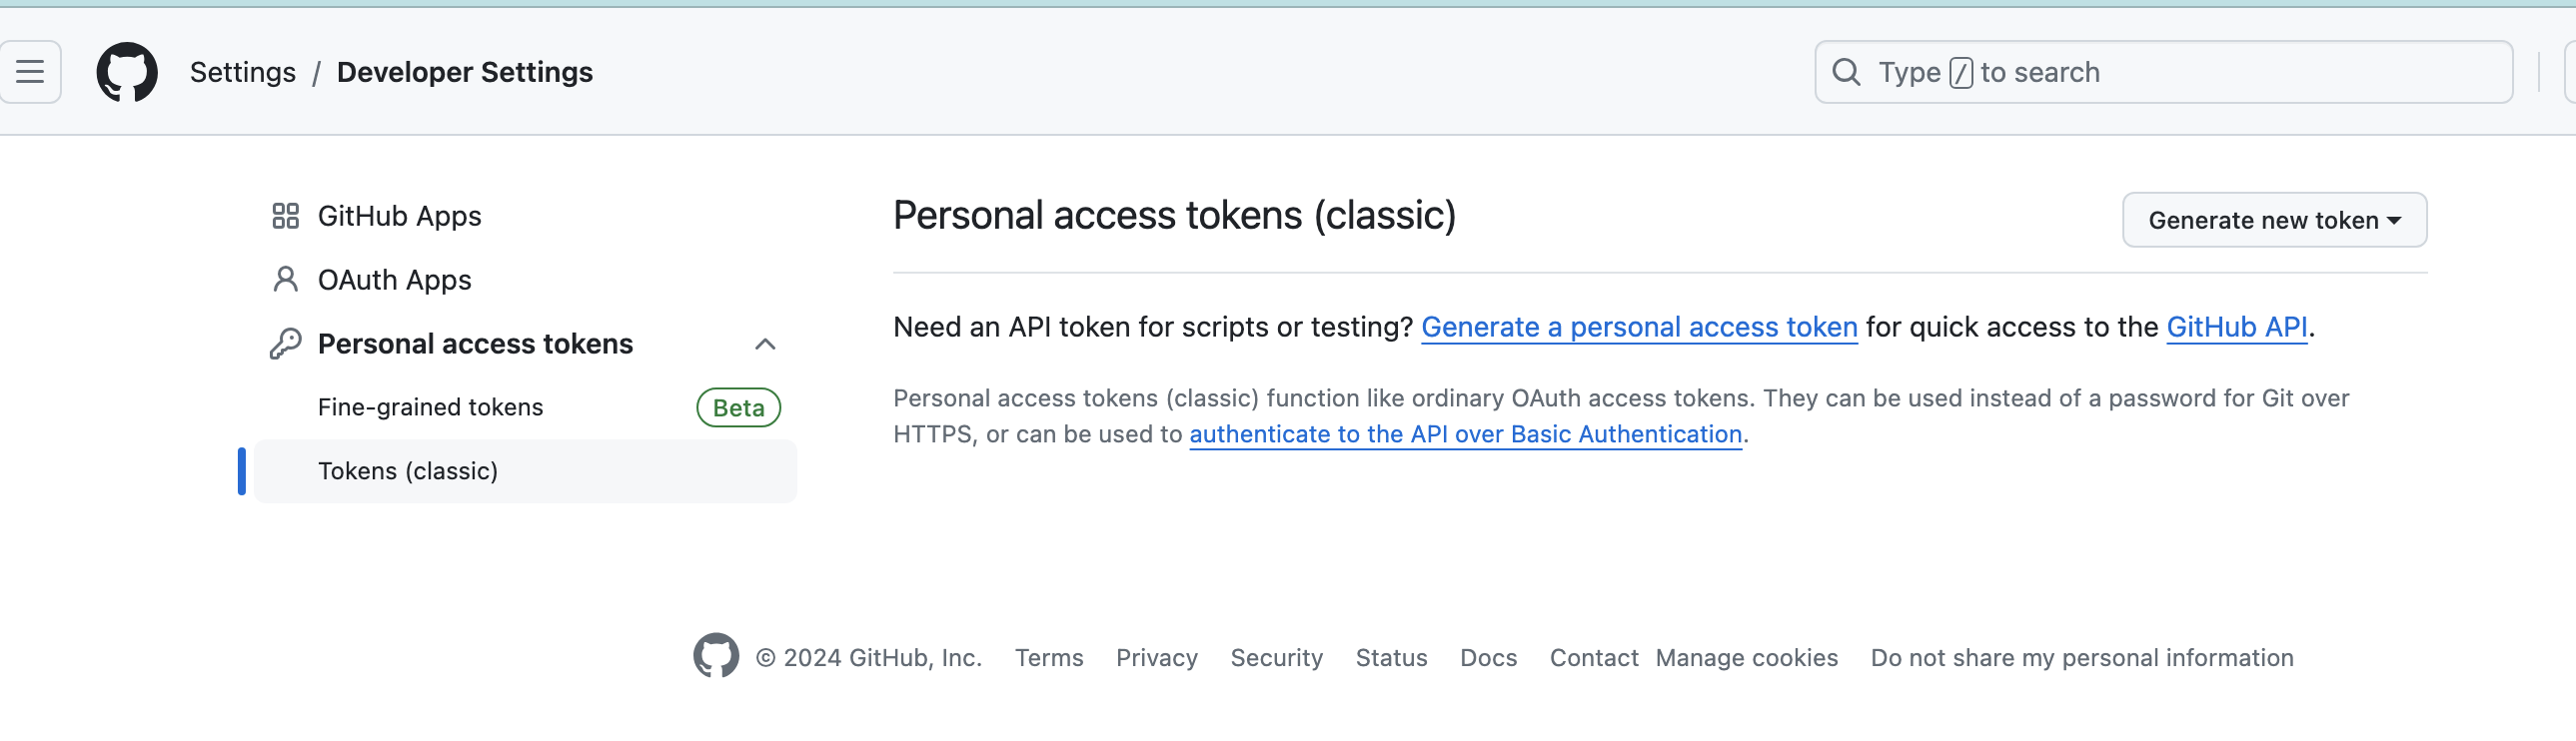 Settings / Developer Settings
Type / to search
GitHub Apps
OAuth Apps
Personal access tokens
Fine-grained tokens Beta
Tokens (classic)
Personal access tokens (classic)
Generate new token
Need an API token for scripts or testing? Generate a personal access token for quick access to the GitHub API.
Personal access tokens (classic) function like ordinary OAuth access tokens. They can be used instead of a password for Git over
HTTPS, or can be used to authenticate to the API over Basic Authentication.
© 2024 GitHub, Inc. Terms Privacy Security Status Docs Contact Manage cookies Do not share my personal information